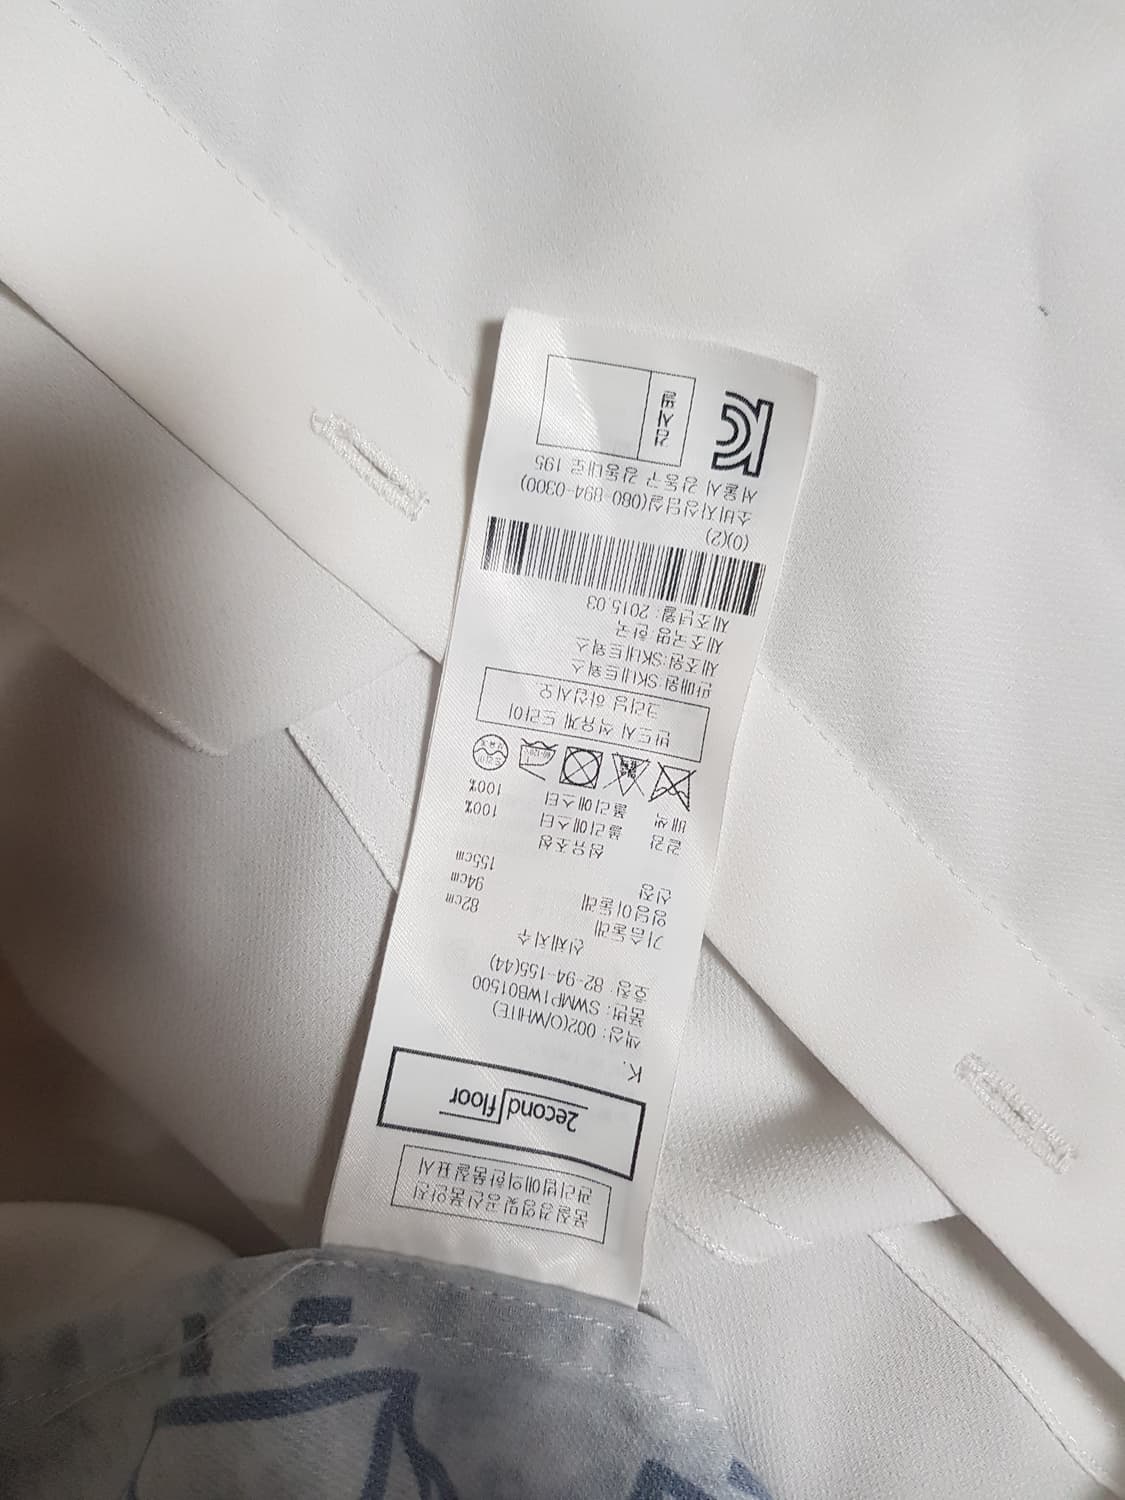 품질경영및공산품안전
관리법에의한품질표시
2econd floor
K.
색상: 002(O/WHITE)
품번: SWMP1WB01500
호칭: 82-94-155(44)
신체치수
가슴둘레 82cm
엉덩이둘레 94cm
신장 155cm
섬유조성
겉감 폴리에스터 100%
배색 폴리에스터 100%
반드시 석유계 드라이
크리닝 하십시오
판매원:SK네트웍스
제조원:SK네트웍스
제조국명:한국
제조년월: 2015.03
(0)(2)
소비자상담실(080-894-0300)
서울시 강동구 강동대로 195
검사필